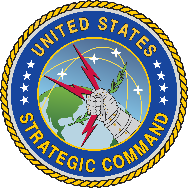 UNITED STATES
STRATEGIC COMMAND